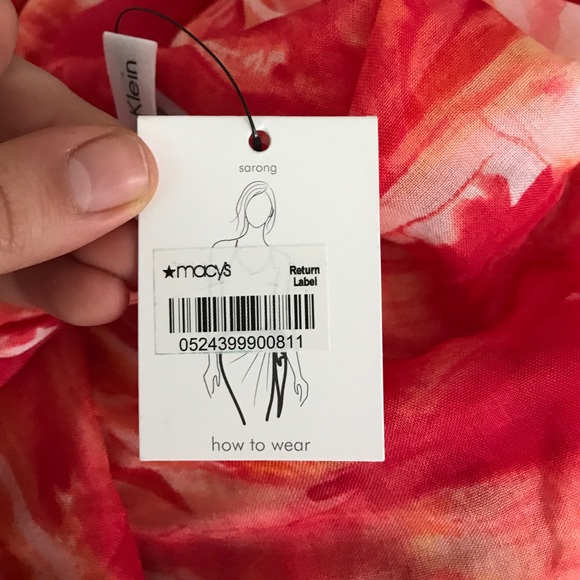 Klein
sarong
★macy's
Return
Label
0524399900811
how to wear